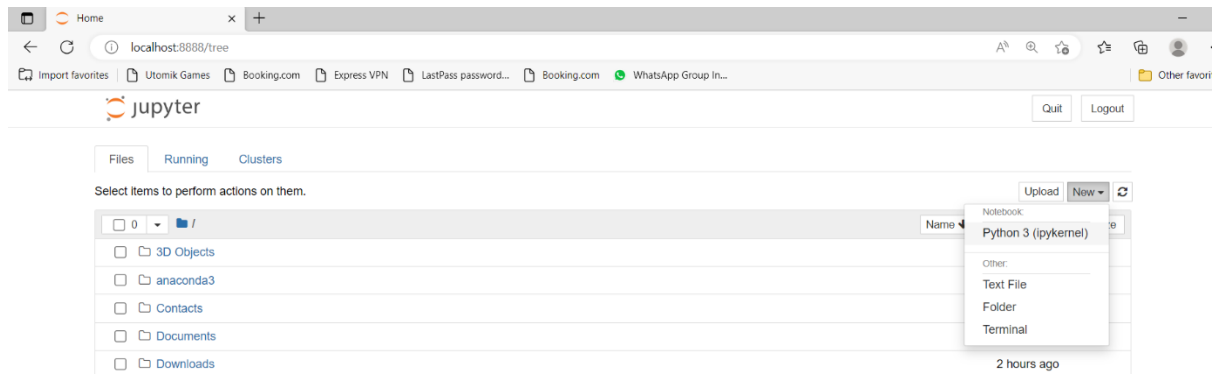 Home
localhost:8888/tree
Import favorites Utomik Games Booking.com Express VPN LastPass password... Booking.com WhatsApp Group In... Other favori
jupyter Quit Logout
Files Running Clusters
Select items to perform actions on them. Upload New
0 / Name
Notebook:
Python 3 (ipykernel)
Other:
Text File
Folder
Terminal
3D Objects
anaconda3
Contacts
Documents
Downloads 2 hours ago